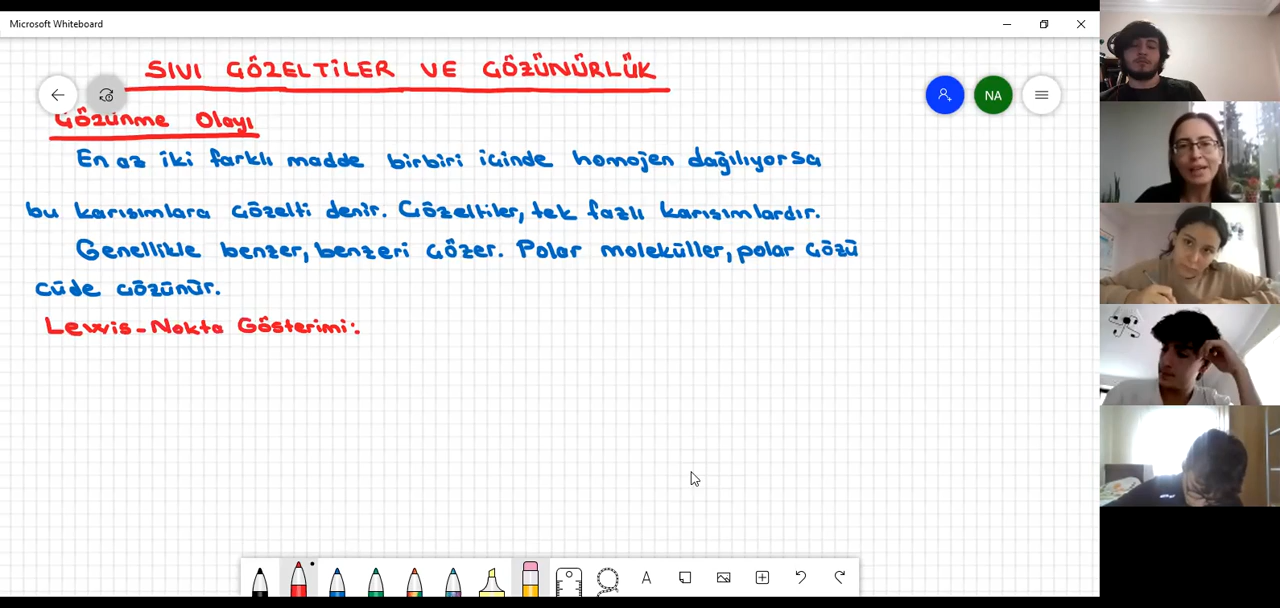 Microsoft Whiteboard
SIVI ÇÖZELTİLER VE ÇÖZÜNÜRLÜK
NA
Çözünme Olayı
En az iki farklı madde birbiri içinde homojen dağılıyorsa
bu karışımlara çözelti denir. Çözeltiler, tek fazlı karışımlardır.
Genellikle benzer, benzeri çözer. Polar moleküller, polar çözü
cüde çözünür.
Lewis-Nokta Gösterimi:
A